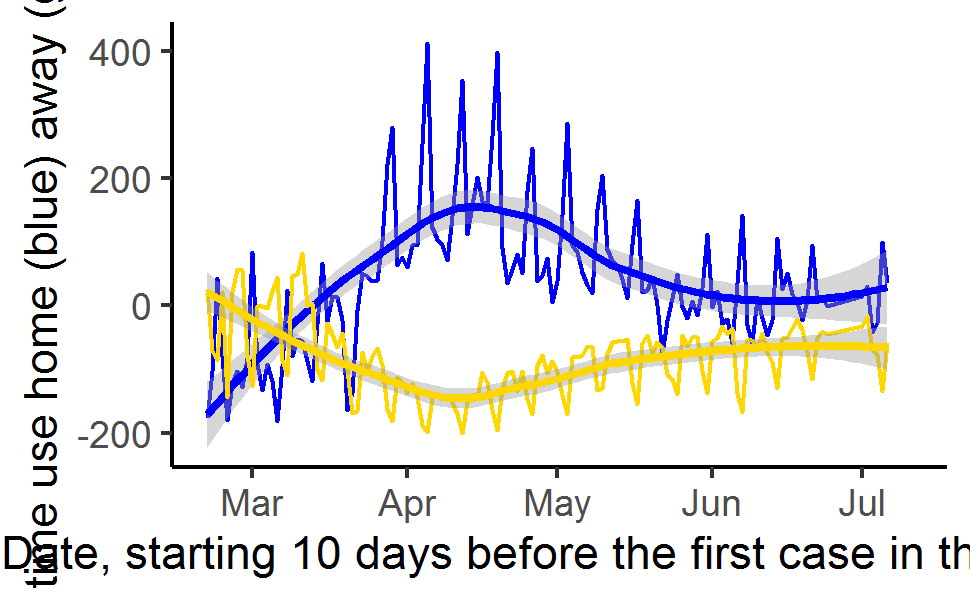 time use home (blue) away (
400
200
0
-200
Mar Apr May Jun Jul
Date, starting 10 days before the first case in th